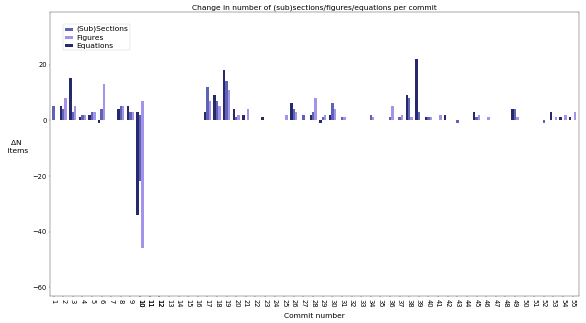 Change in number of (sub)sections/figures/equations per commit
(Sub)Sections
Figures
Equations
20
0
−20
−40
−60
ΔN
items
1 2 3 4 5 6 7 8 9 10 11 12 13 14 15 16 17 18 19 20 21 22 23 24 25 26 27 28 29 30 31 32 33 34 35 36 37 38 39 40 41 42 43 44 45 46 47 48 49 50 51 52 53 54 55
Commit number